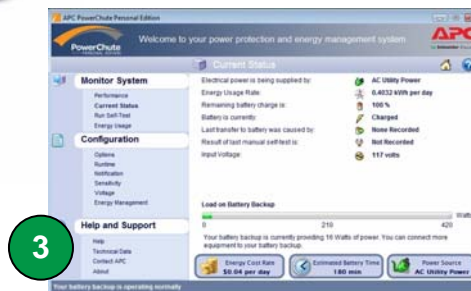 APC PowerChute Personal Edition
PowerChute
Welcome to your power protection and energy management system
APC
Current Status
Monitor System
Performance
Current Status
Run Self-Test
Energy Usage
Configuration
Options
Runtime
Notification
Sensitivity
Voltage
Energy Management
Help and Support
Help
Technical Data
Contact APC
About
Electrical power is being supplied by: AC Utility Power
Energy Usage Rate: 0.4032 kWh per day
Remaining battery charge is: 100 %
Battery is currently: Charged
Last transfer to battery was caused by: None Recorded
Result of last manual self-test is: Not Recorded
Input Voltage: 117 volts
Load on Battery Backup
Watts
0 210 420
Your battery backup is currently providing 16 Watts of power. You can connect more
equipment to your battery backup.
Energy Cost Rate
$0.04 per day
Estimated Battery Time
180 min
Power Source
AC Utility Power
Your battery backup is operating normally
3